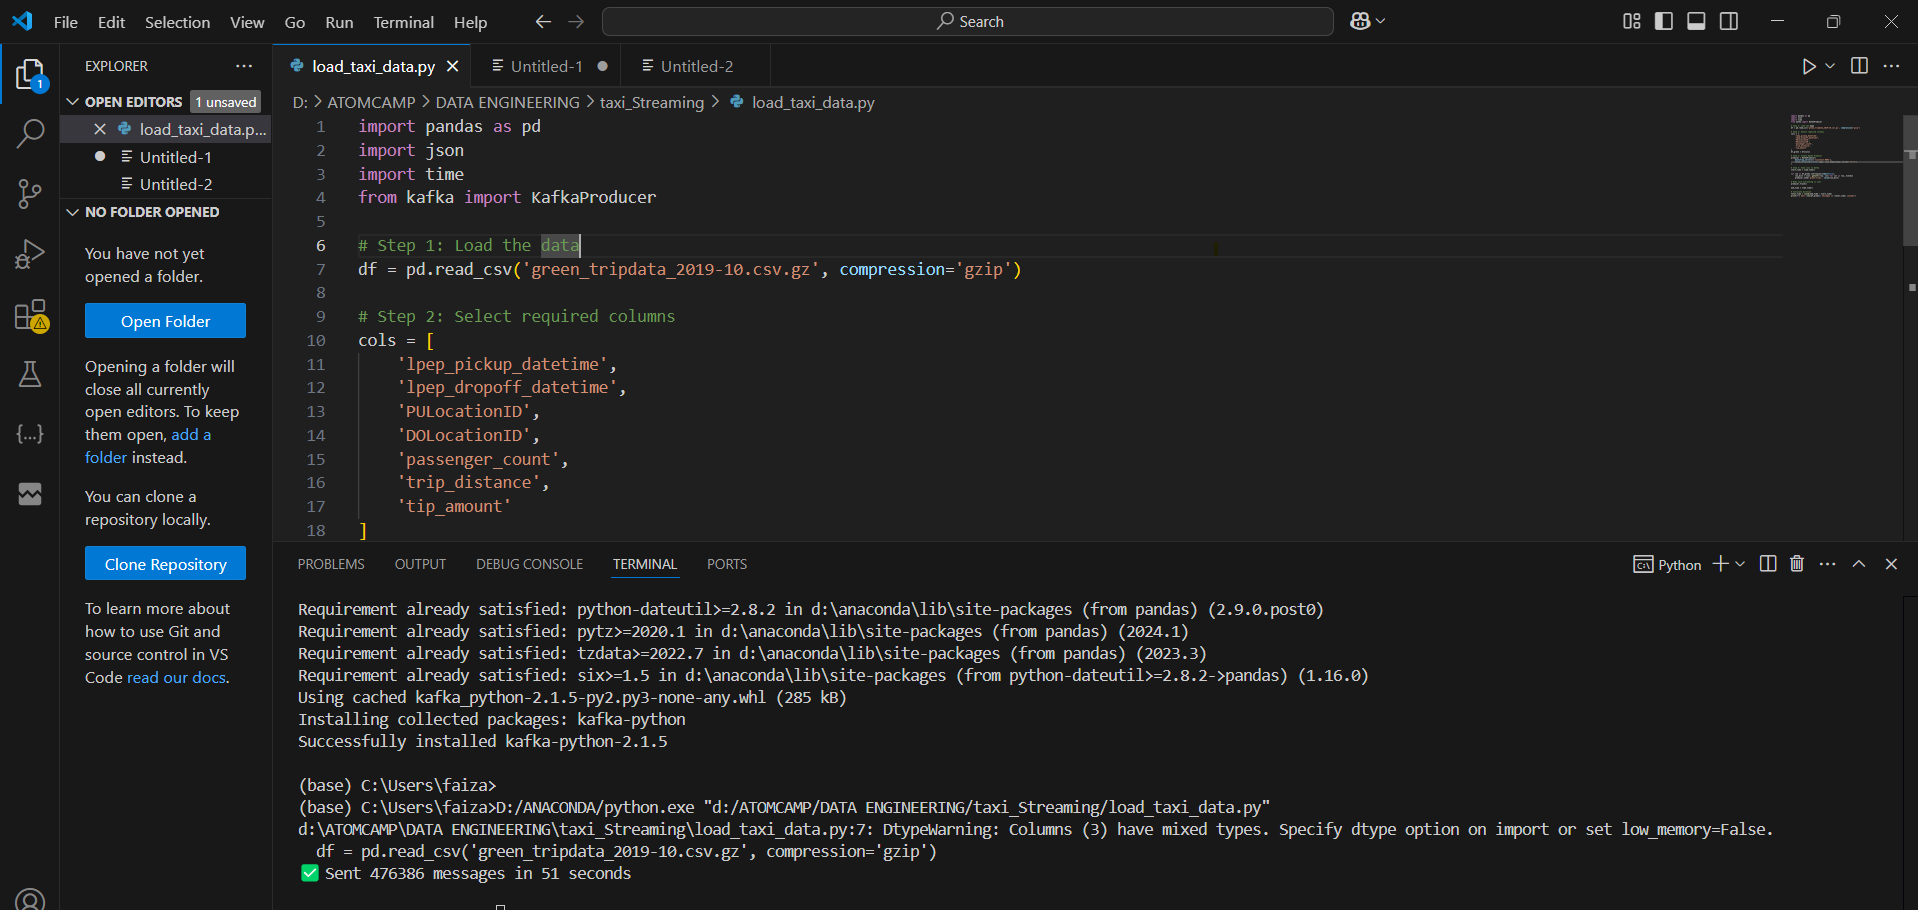 File Edit Selection View Go Run Terminal Help
Search
EXPLORER
OPEN EDITORS 1 unsaved
load_taxi_data.p...
Untitled-1
Untitled-2
NO FOLDER OPENED
You have not yet
opened a folder.
Open Folder
Opening a folder will
close all currently
open editors. To keep
them open, add a
folder instead.
You can clone a
repository locally.
Clone Repository
To learn more about
how to use Git and
source control in VS
Code read our docs.
1
load_taxi_data.py Untitled-1 Untitled-2
D: > ATOMCAMP > DATA ENGINEERING > taxi_Streaming > load_taxi_data.py
1 import pandas as pd
2 import json
3 import time
4 from kafka import KafkaProducer
5
6 # Step 1: Load the data
7 df = pd.read_csv('green_tripdata_2019-10.csv.gz', compression='gzip')
8
9 # Step 2: Select required columns
10 cols = [
11 'lpep_pickup_datetime',
12 'lpep_dropoff_datetime',
13 'PULocationID',
14 'DOLocationID',
15 'passenger_count',
16 'trip_distance',
17 'tip_amount'
18 ]
PROBLEMS OUTPUT DEBUG CONSOLE TERMINAL PORTS
Python
Requirement already satisfied: python-dateutil>=2.8.2 in d:\anaconda\lib\site-packages (from pandas) (2.9.0.post0)
Requirement already satisfied: pytz>=2020.1 in d:\anaconda\lib\site-packages (from pandas) (2024.1)
Requirement already satisfied: tzdata>=2022.7 in d:\anaconda\lib\site-packages (from pandas) (2023.3)
Requirement already satisfied: six>=1.5 in d:\anaconda\lib\site-packages (from python-dateutil>=2.8.2->pandas) (1.16.0)
Using cached kafka_python-2.1.5-py2.py3-none-any.whl (285 kB)
Installing collected packages: kafka-python
Successfully installed kafka-python-2.1.5
(base) C:\Users\faiza>
(base) C:\Users\faiza>D:/ANACONDA/python.exe "d:/ATOMCAMP/DATA ENGINEERING/taxi_Streaming/load_taxi_data.py"
d:\ATOMCAMP\DATA ENGINEERING\taxi_Streaming\load_taxi_data.py:7: DtypeWarning: Columns (3) have mixed types. Specify dtype option on import or set low_memory=False.
df = pd.read_csv('green_tripdata_2019-10.csv.gz', compression='gzip')
✅ Sent 476386 messages in 51 seconds